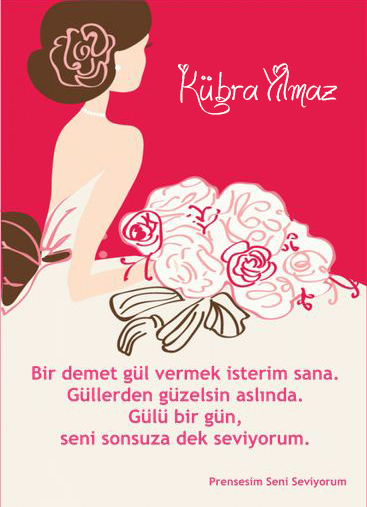 Kübra Yılmaz
Bir demet gül vermek isterim sana.
Güllerden güzelsin aslında.
Gülü bir gün,
seni sonsuza dek seviyorum.
Prensesim Seni Seviyorum